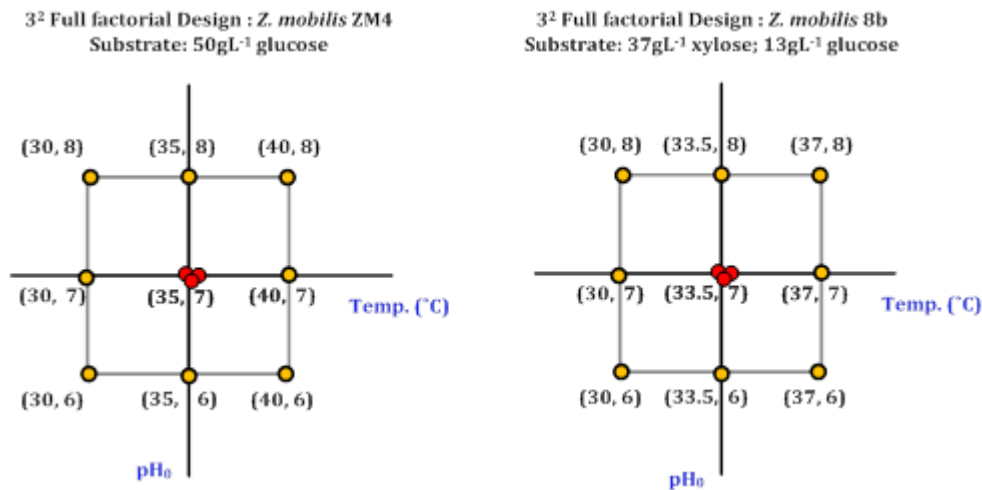 3² Full factorial Design : Z. mobilis ZM4
Substrate: 50gL⁻¹ glucose
(30, 8) (35, 8) (40, 8)
(30, 7) (35, 7) (40, 7)
Temp. (˚C)
(30, 6) (35, 6) (40, 6)
pH₀
3² Full factorial Design : Z. mobilis 8b
Substrate: 37gL⁻¹ xylose; 13gL⁻¹ glucose
(30, 8) (33.5, 8) (37, 8)
(30, 7) (33.5, 7) (37, 7)
Temp. (˚C)
(30, 6) (33.5, 6) (37, 6)
pH₀